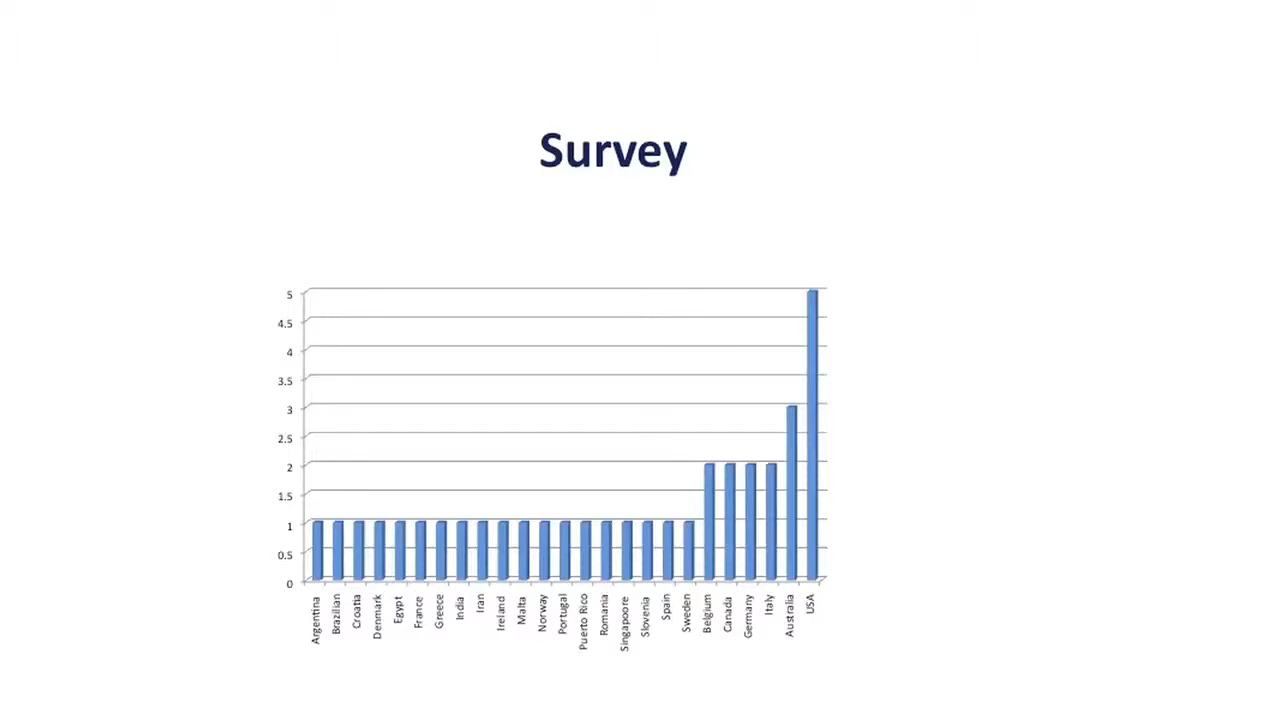 Survey
5
4.5
4
3.5
3
2.5
2
1.5
1
0.5
0
Argentina
Brazilian
Croatia
Denmark
Egypt
France
Greece
India
Iran
Ireland
Malta
Norway
Portugal
Puerto Rico
Romania
Singapoore
Slovenia
Spain
Sweden
Belgium
Canada
Germany
Italy
Australia
USA